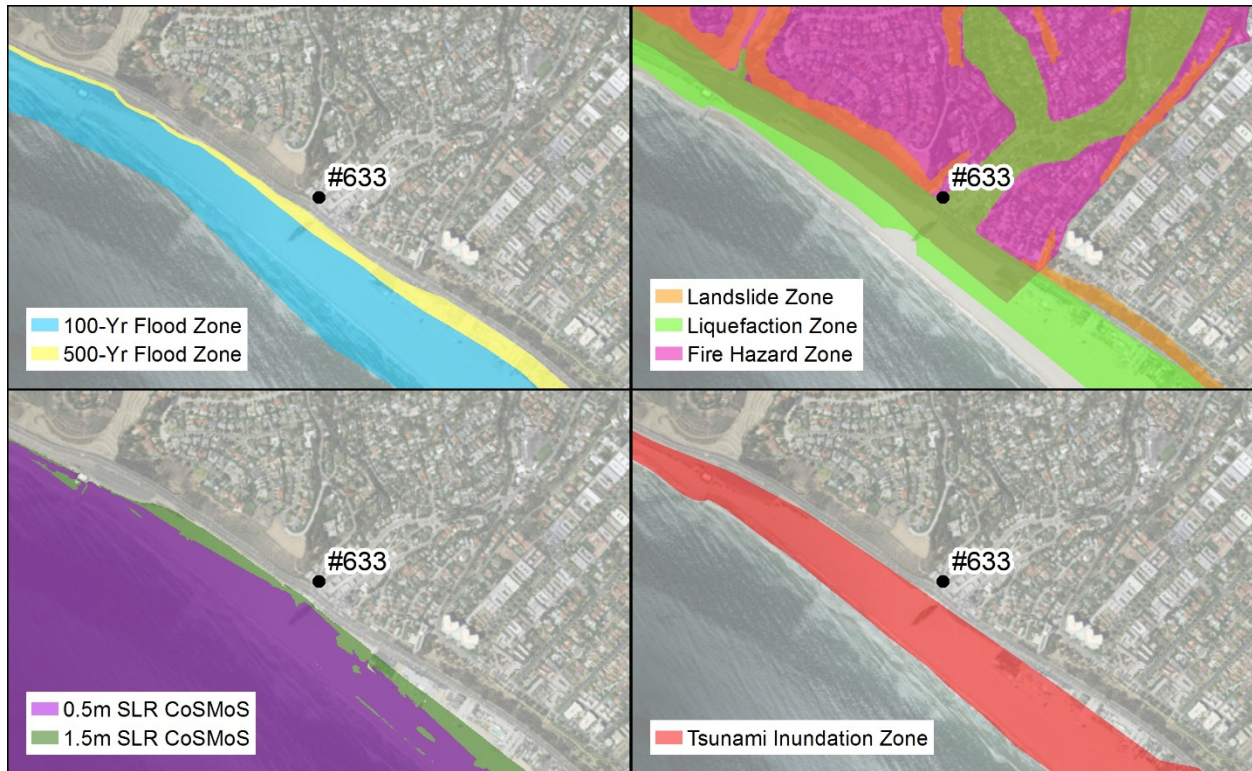 #633
100-Yr Flood Zone
500-Yr Flood Zone
#633
Landslide Zone
Liquefaction Zone
Fire Hazard Zone
#633
0.5m SLR CoSMoS
1.5m SLR CoSMoS
#633
Tsunami Inundation Zone